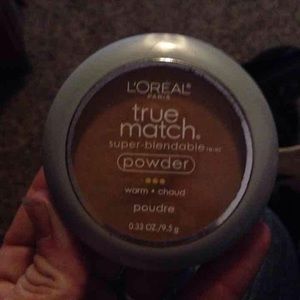 L'ORÉAL
PARIS
true
match®
super-blendable
powder
warm • chaud
poudre
0.33 OZ./9.5 g